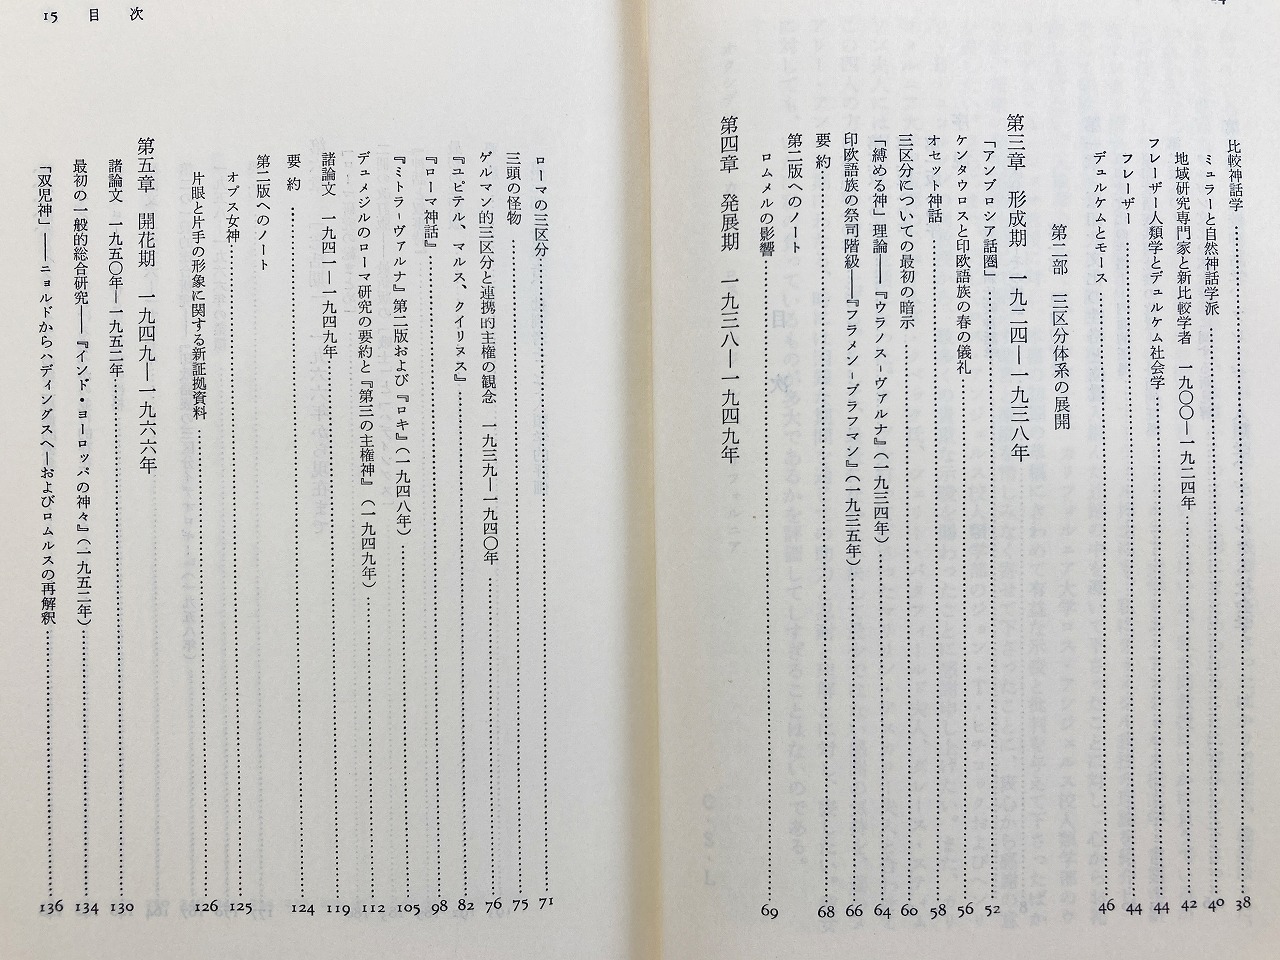 比較神話学 38
ミュラーと自然神話学派 40
地域研究専門家と新比較学者 一九〇〇―一九二四年 42
フレーザー人類学とデュルケム社会学 44
フレーザー 44
デュルケムとモース 46
第二部 三区分体系の展開
第三章 形成期 一九二四―一九三八年
「アンブロシア話圏」 52
ケンタウロスと印欧語族の春の儀礼 56
オセット神話 58
三区分についての最初の暗示 60
「縛める神」理論――『ウラノス-ヴァルナ』(一九三四年) 64
印欧語族の祭司階級――『フラメン-ブラフマン』(一九三五年) 66
要約 68
第二版へのノート
ロムメルの影響 69
第四章 発展期 一九三八―一九四九年
15 目次
ローマの三区分 71
三頭の怪物 75
ゲルマン的三区分と連携的主権の観念 一九三九―一九四〇年 76
『ユピテル、マルス、クイリヌス』 82
『ローマ神話』 98
『ミトラ-ヴァルナ』第二版および『ロキ』(一九四八年) 105
デュメジルのローマ研究の要約と『第三の主権神』(一九四九年) 112
諸論文 一九四一―一九四九年 119
要約 124
第二版へのノート
オプス女神 125
片眼と片手の形象に関する新証拠資料 126
第五章 開花期 一九四九―一九六六年
諸論文 一九五〇年―一九五二年 130
最初の一般的綜合研究――『インド・ヨーロッパの神々』(一九五二年) 134
「双児神」――ニョルドからハディングスへ―およびロムルスの再解釈 136